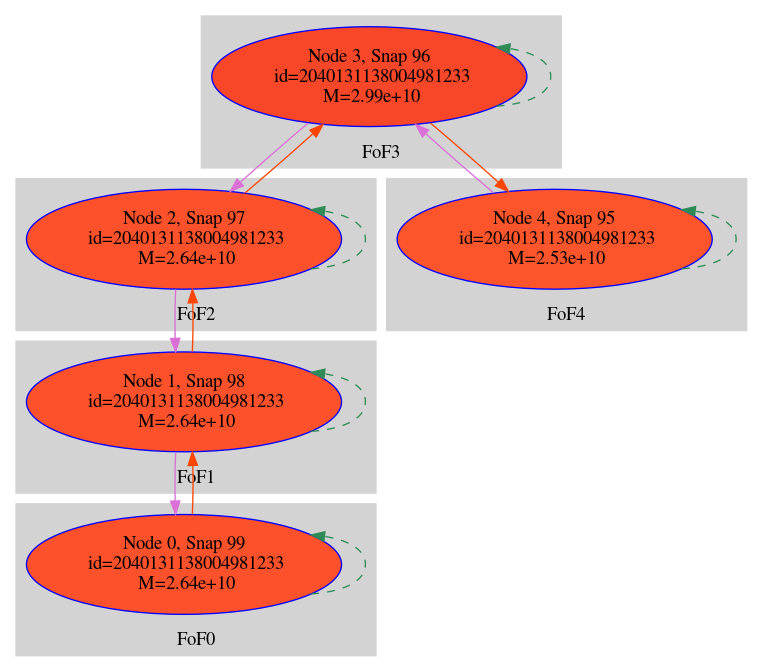 Node 3, Snap 96
id=2040131138004981233
M=2.99e+10
FoF3
Node 2, Snap 97
id=2040131138004981233
M=2.64e+10
FoF2
Node 4, Snap 95
id=2040131138004981233
M=2.53e+10
FoF4
Node 1, Snap 98
id=2040131138004981233
M=2.64e+10
FoF1
Node 0, Snap 99
id=2040131138004981233
M=2.64e+10
FoF0